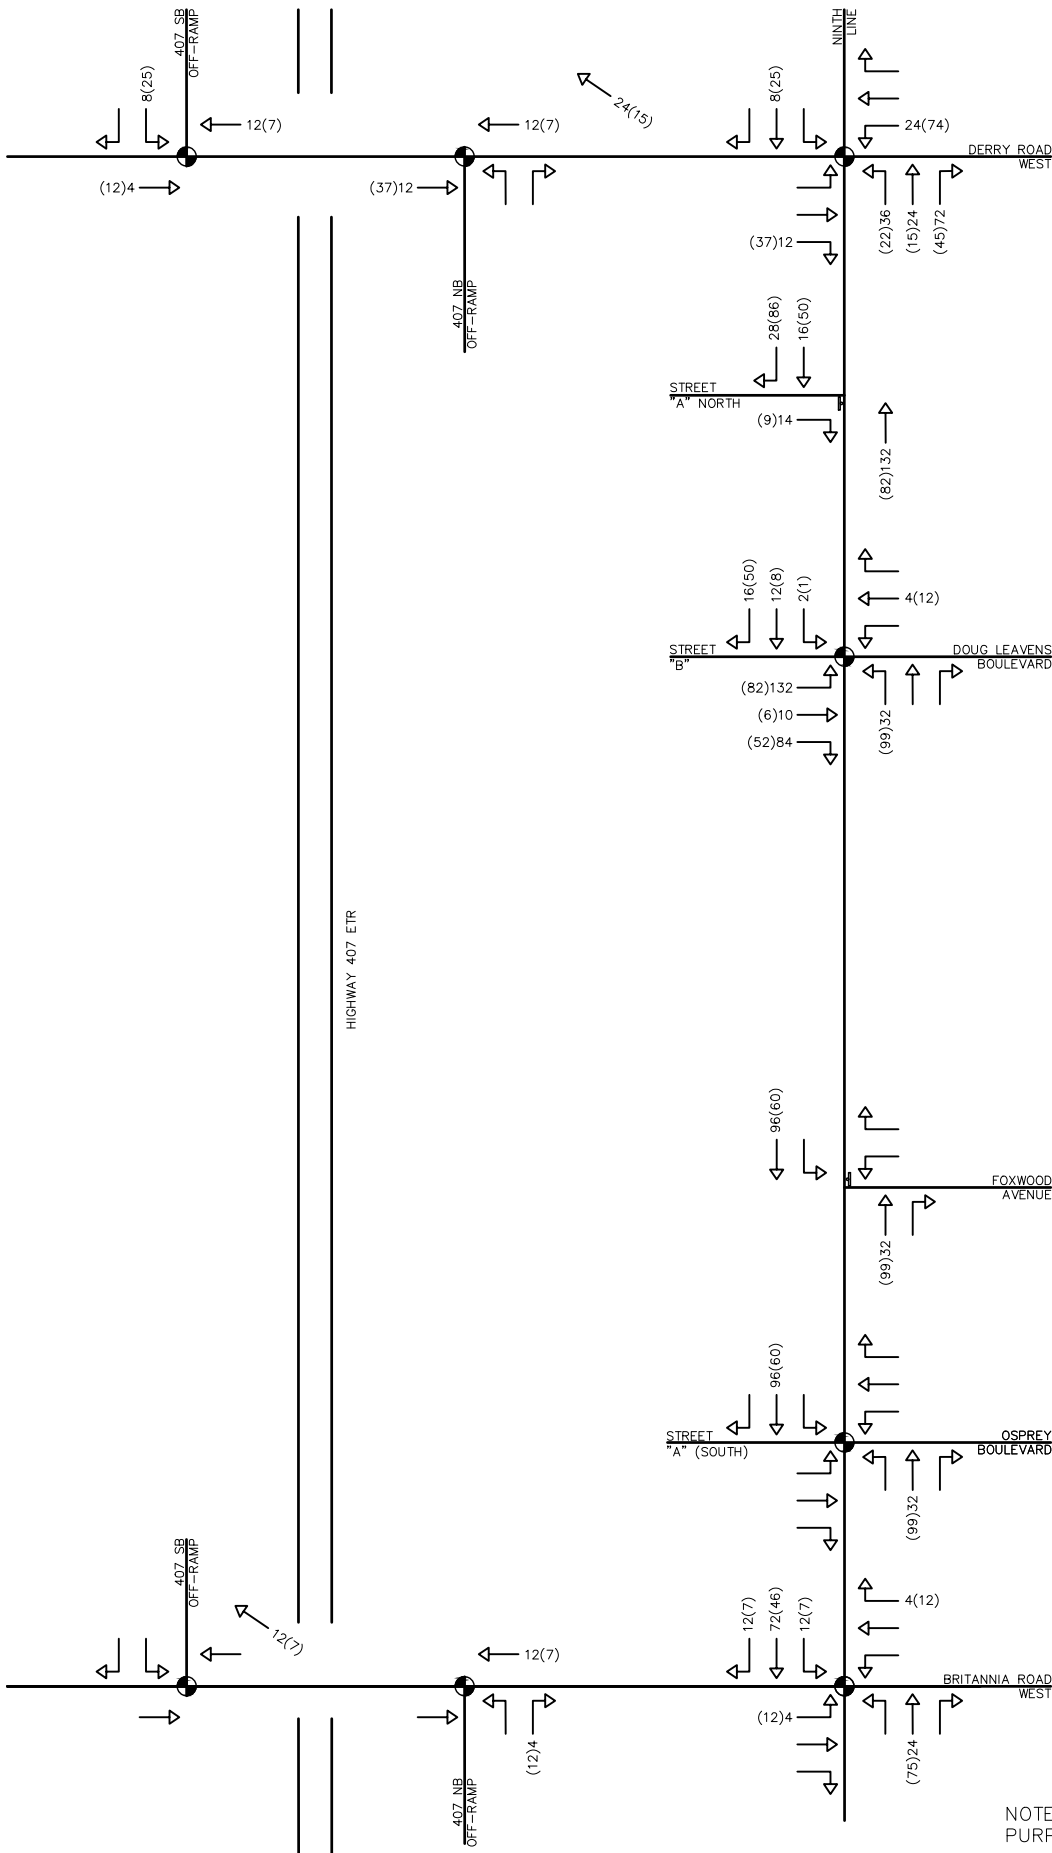 407 SB
OFF-RAMP
8(25)
12(7)
(12)4
24(15)
12(7)
(37)12
407 NB
OFF-RAMP
NINTH
LINE
8(25)
24(74)
DERRY ROAD
WEST
(37)12
(22)36
(15)24
(45)72
28(86)
16(50)
STREET
"A" NORTH
(9)14
(82)132
16(50)
12(8)
2(1)
4(12)
STREET
"B"
DOUG LEAVENS
BOULEVARD
(82)132
(6)10
(52)84
(99)32
HIGHWAY 407 ETR
96(60)
FOXWOOD
AVENUE
(99)32
96(60)
STREET
"A" (SOUTH)
OSPREY
BOULEVARD
(99)32
407 SB
OFF-RAMP
12(7)
12(7)
(12)4
407 NB
OFF-RAMP
12(7)
72(46)
12(7)
4(12)
BRITANNIA ROAD
WEST
(12)4
(75)24
NOTE